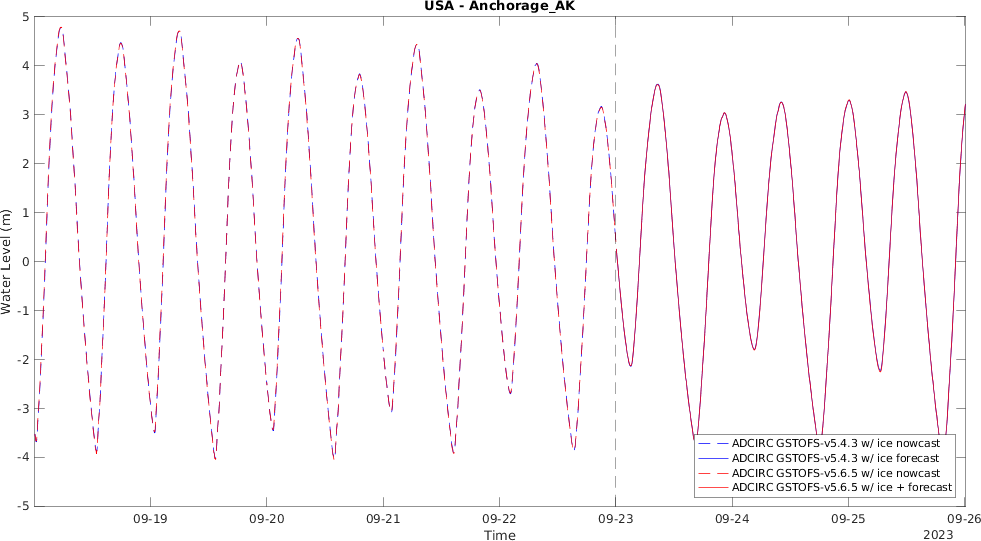 USA - Anchorage_AK
5
4
3
2
1
0
-1
-2
-3
-4
-5
Water Level (m)
ADCIRC GSTOFS-v5.4.3 w/ ice nowcast
ADCIRC GSTOFS-v5.4.3 w/ ice forecast
ADCIRC GSTOFS-v5.6.5 w/ ice nowcast
ADCIRC GSTOFS-v5.6.5 w/ ice + forecast
09-19 09-20 09-21 09-22 09-23 09-24 09-25 09-26
Time
2023